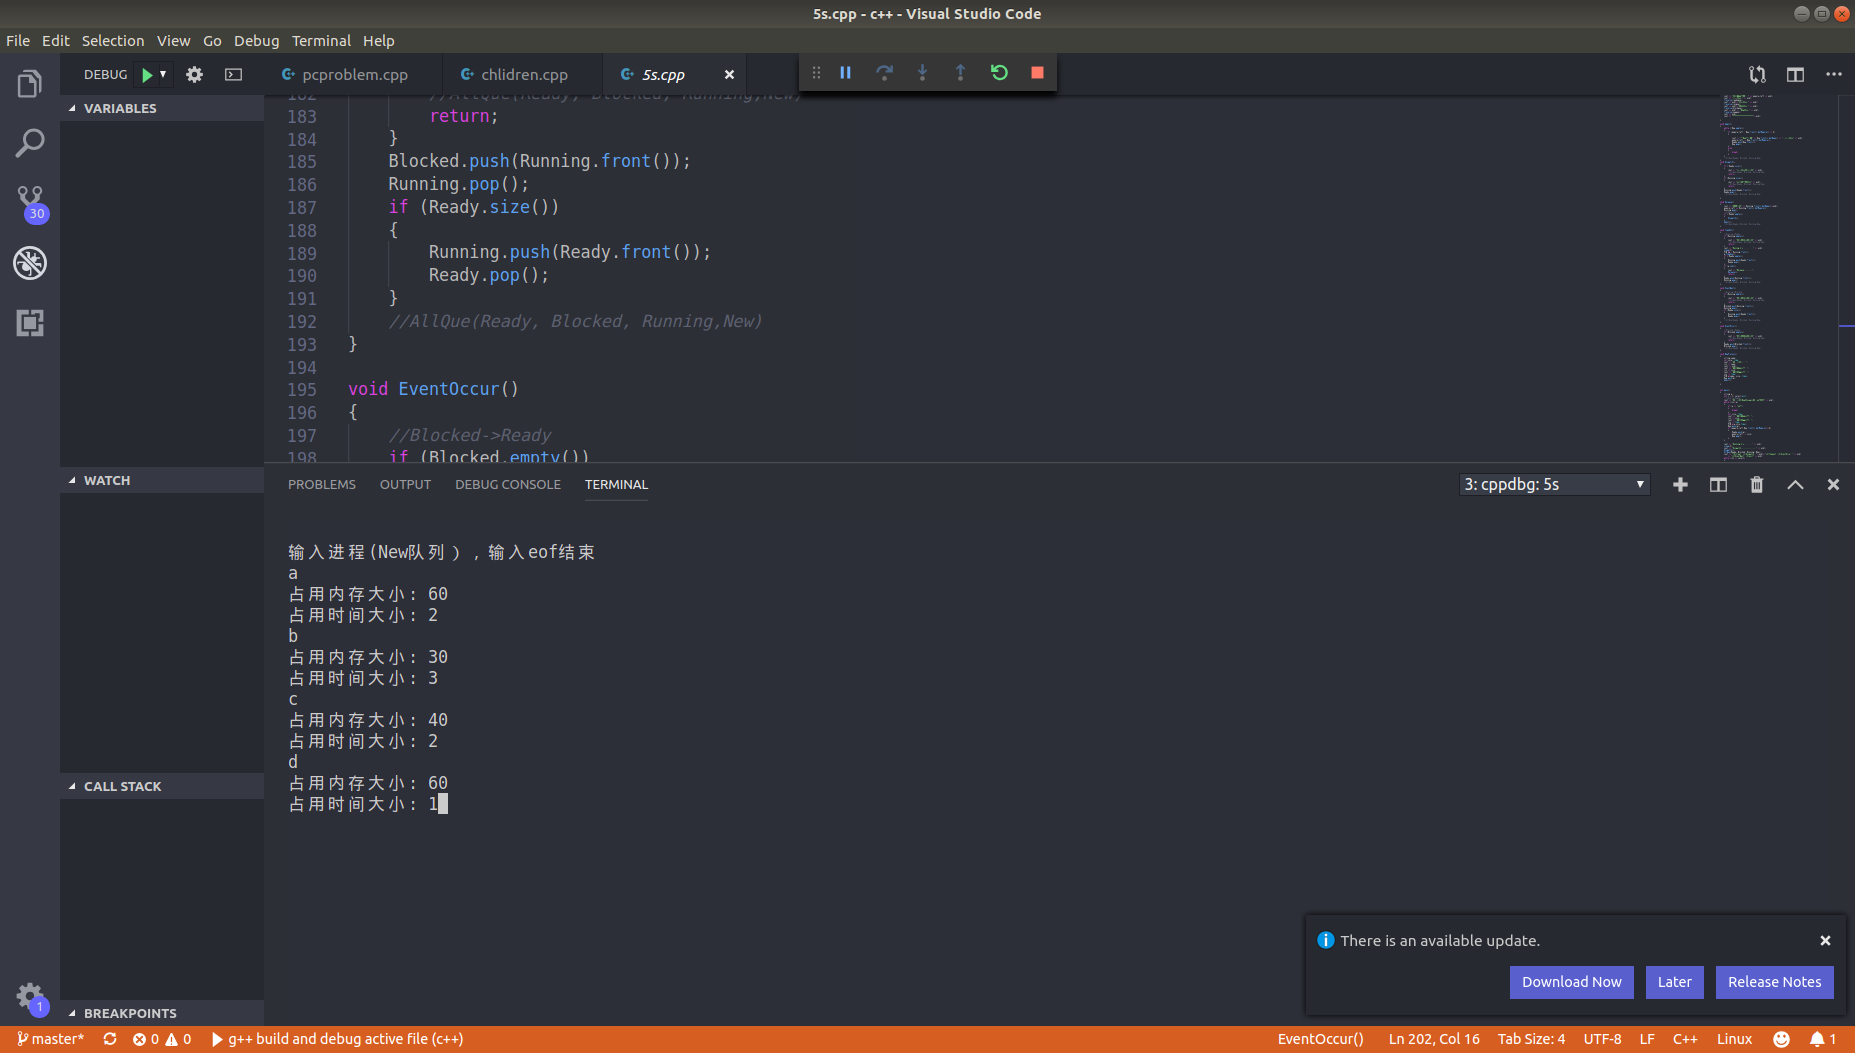 5s.cpp - c++ - Visual Studio Code
File Edit Selection View Go Debug Terminal Help
DEBUG
pcproblem.cpp
chlidren.cpp
5s.cpp
VARIABLES
WATCH
CALL STACK
BREAKPOINTS
30
1
182 //AllQue(Ready, Blocked, Running,New)
183 return;
184 }
185 Blocked.push(Running.front());
186 Running.pop();
187 if (Ready.size())
188 {
189 Running.push(Ready.front());
190 Ready.pop();
191 }
192 //AllQue(Ready, Blocked, Running,New)
193 }
194
195 void EventOccur()
196 {
197 //Blocked->Ready
198 if (Blocked.empty())
PROBLEMS OUTPUT DEBUG CONSOLE TERMINAL
3: cppdbg: 5s
输入进程(New队列）,输入eof结束
a
占用内存大小: 60
占用时间大小: 2
b
占用内存大小: 30
占用时间大小: 3
c
占用内存大小: 40
占用时间大小: 2
d
占用内存大小: 60
占用时间大小: 1
There is an available update.
Download Now Later Release Notes
master* 0 0 g++ build and debug active file (c++)
EventOccur() Ln 202, Col 16 Tab Size: 4 UTF-8 LF C++ Linux 1